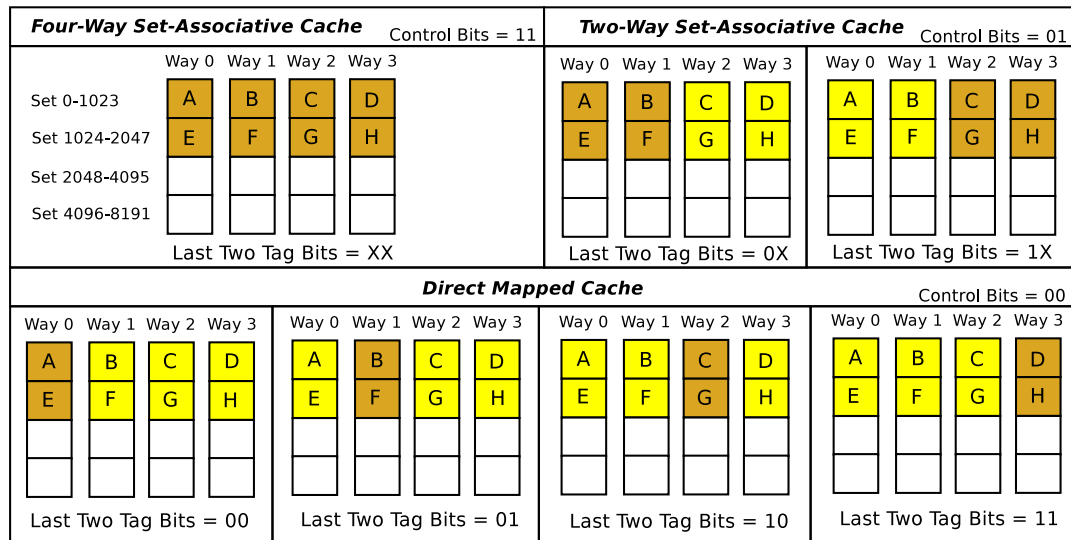 Four-Way Set-Associative Cache
Control Bits = 11
Way 0 Way 1 Way 2 Way 3
Set 0-1023
A B C D
Set 1024-2047
E F G H
Set 2048-4095
Set 4096-8191
Last Two Tag Bits = XX
Two-Way Set-Associative Cache
Control Bits = 01
Way 0 Way 1 Way 2 Way 3
A B C D
E F G H
Last Two Tag Bits = 0X
Way 0 Way 1 Way 2 Way 3
A B C D
E F G H
Last Two Tag Bits = 1X
Direct Mapped Cache
Control Bits = 00
Way 0 Way 1 Way 2 Way 3
A B C D
E F G H
Last Two Tag Bits = 00
Way 0 Way 1 Way 2 Way 3
A B C D
E F G H
Last Two Tag Bits = 01
Way 0 Way 1 Way 2 Way 3
A B C D
E F G H
Last Two Tag Bits = 10
Way 0 Way 1 Way 2 Way 3
A B C D
E F G H
Last Two Tag Bits = 11